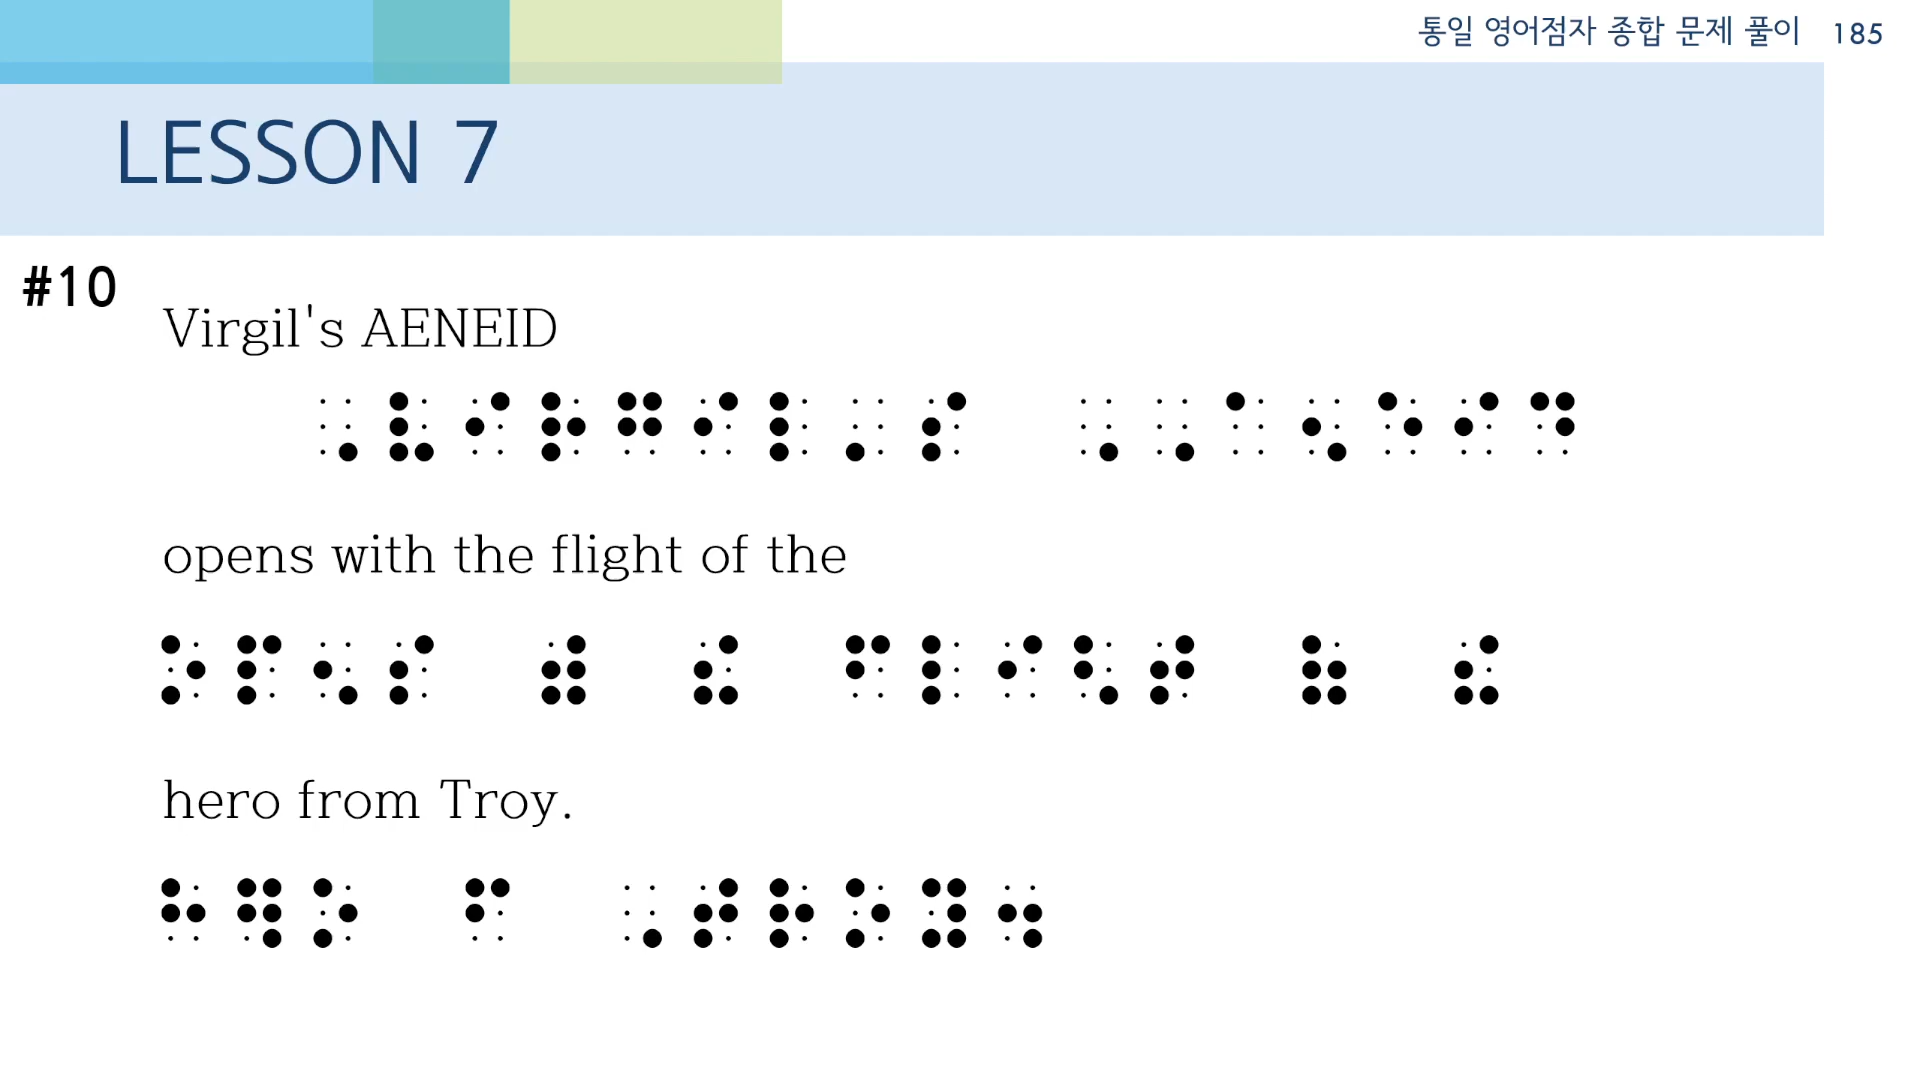 통일 영어점자 종합 문제 풀이 185
LESSON 7
#10
Virgil's AENEID
⠠⠧⠊⠗⠛⠊⠇⠄⠎ ⠠⠠⠁⠢⠑⠊⠙
opens with the flight of the
⠕⠏⠢⠎ ⠾ ⠮ ⠋⠇⠊⠣⠞ ⠷ ⠮
hero from Troy.
⠓⠻⠕ ⠋ ⠠⠞⠗⠕⠽⠲